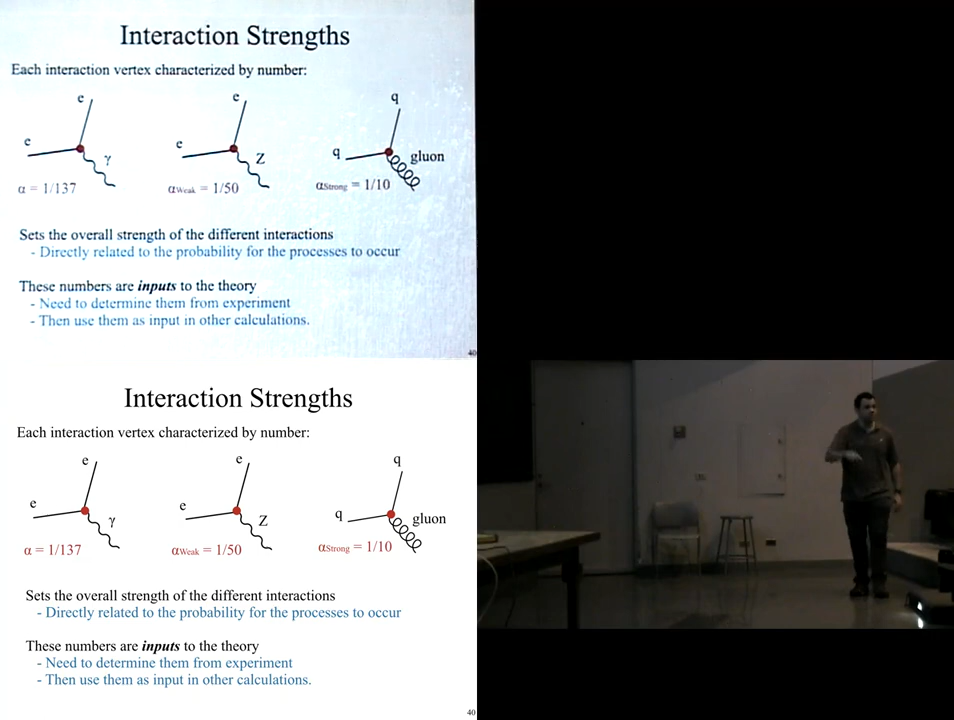 Interaction Strengths
Each interaction vertex characterized by number:
e
e
q
e
γ
e
Z
q
gluon
α = 1/137
αWeak = 1/50
αStrong = 1/10
Sets the overall strength of the different interactions
- Directly related to the probability for the processes to occur
These numbers are inputs to the theory
- Need to determine them from experiment
- Then use them as input in other calculations.
40
Interaction Strengths
Each interaction vertex characterized by number:
e
e
q
e
γ
e
Z
q
gluon
α = 1/137
αWeak = 1/50
αStrong = 1/10
Sets the overall strength of the different interactions
- Directly related to the probability for the processes to occur
These numbers are inputs to the theory
- Need to determine them from experiment
- Then use them as input in other calculations.
40